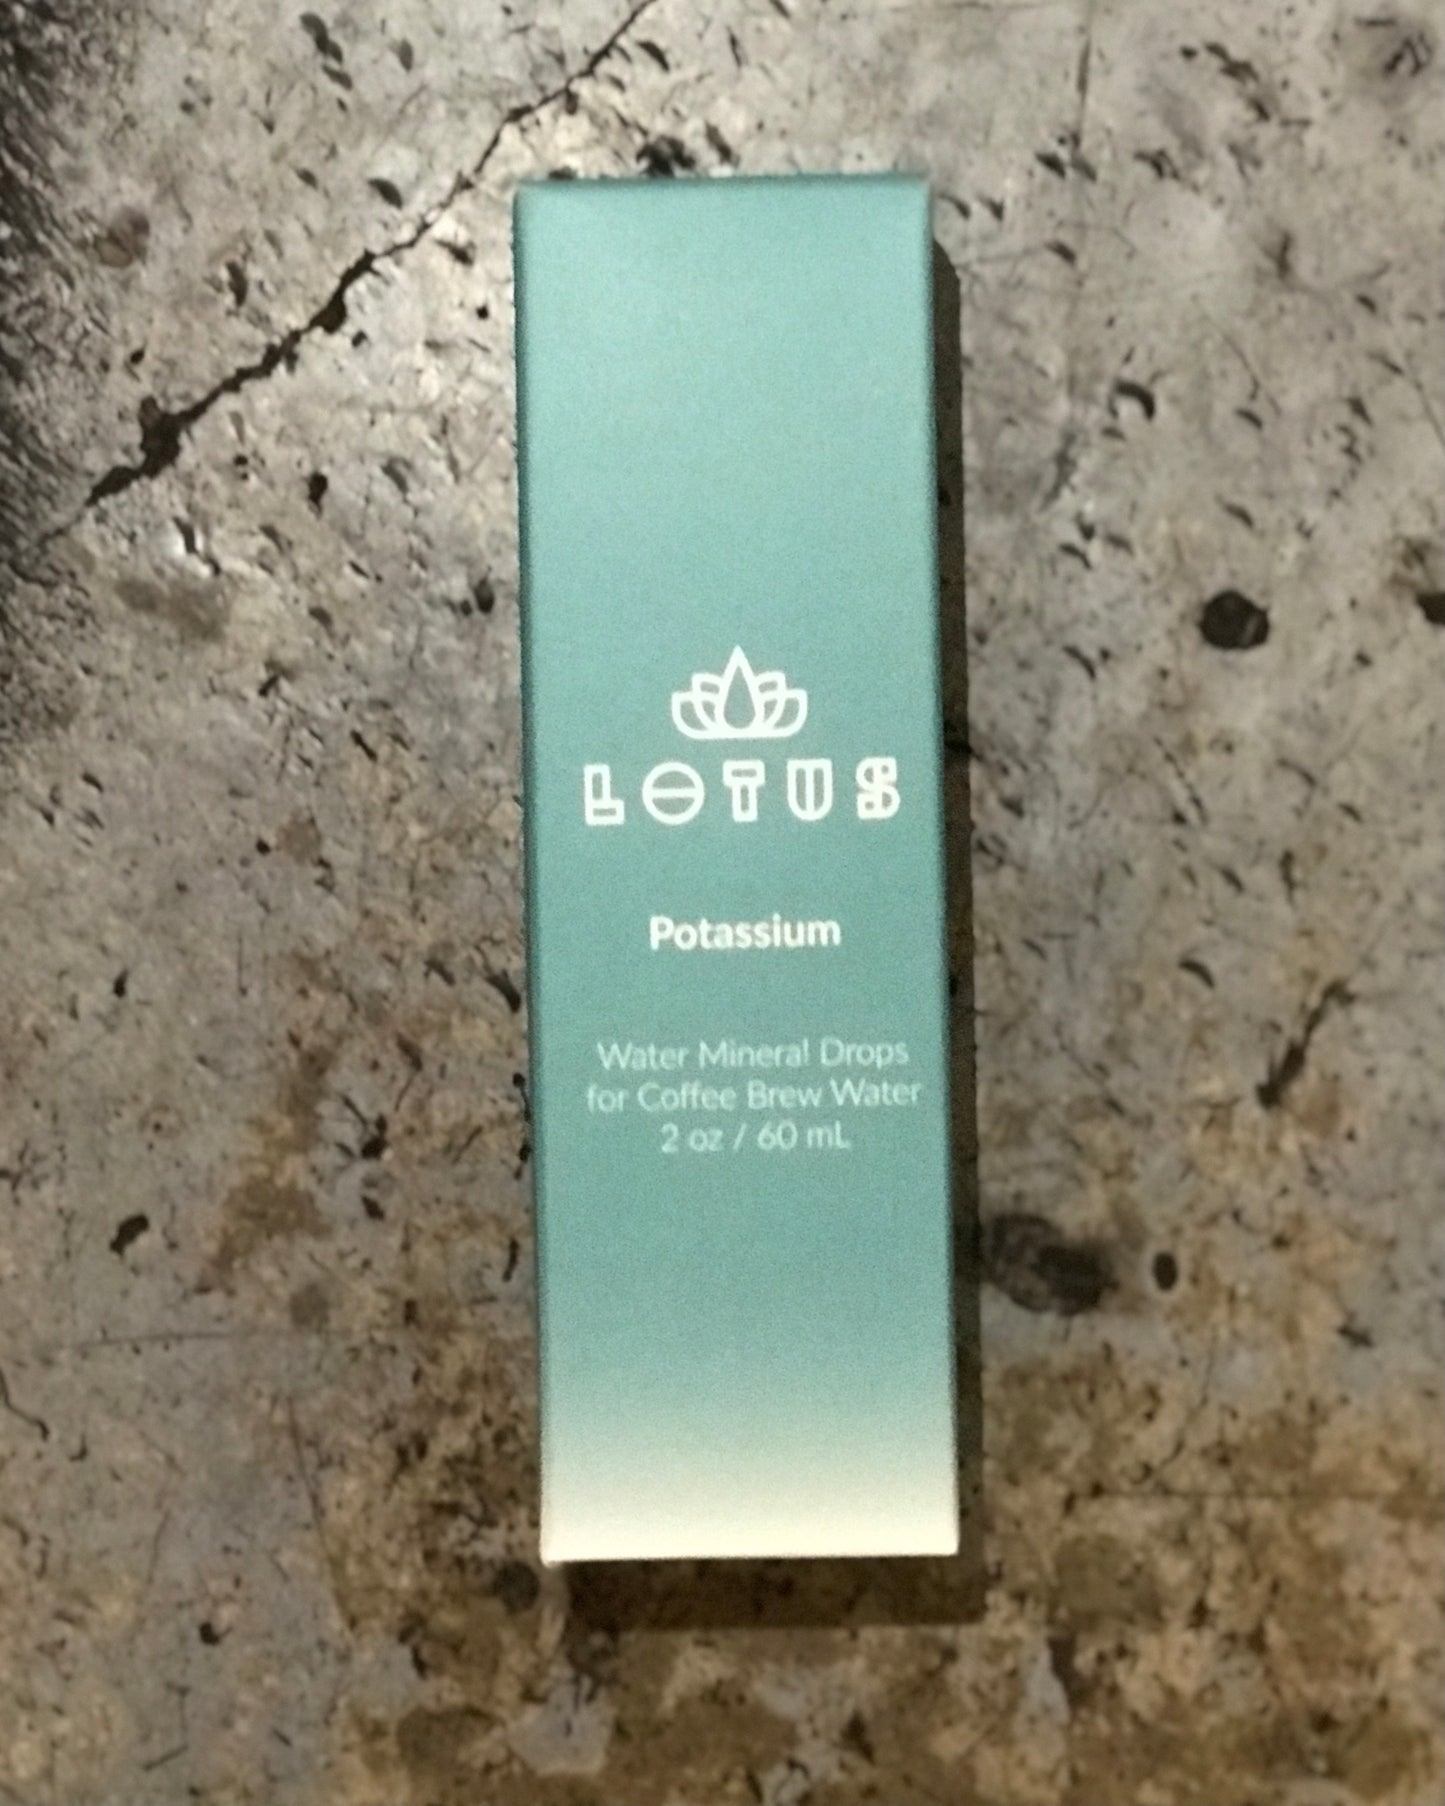 LOTUS
Potassium
Water Mineral Drops
for Coffee Brew Water
2 oz / 60 mL